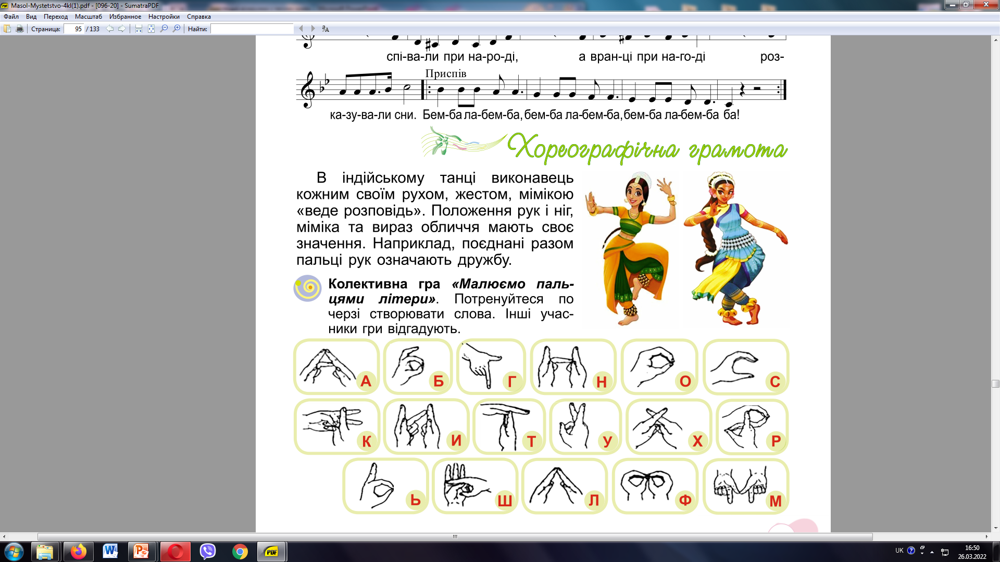 Masol-Mystetstvo-4kl(1).pdf - [096-20] - SumatraPDF
Файл Вид Переход Масштаб Избранное Настройки Справка
Страница: 95 / 133 Найти:
спі-ва-ли при на-ро-ді, а вран-ці при на-го-ді роз-
Приспів
ка-зу-ва-ли сни. Бем-ба ла-бем-ба, бем-ба ла-бем-ба, бем-ба ла-бем-ба ба!
Хореографічна грамота
В індійському танці виконавець
кожним своїм рухом, жестом, мімікою
«веде розповідь». Положення рук і ніг,
міміка та вираз обличчя мають своє
значення. Наприклад, поєднані разом
пальці рук означають дружбу.
Колективна гра «Малюємо паль-
цями літери». Потренуйтеся по
черзі створювати слова. Інші учас-
ники гри відгадують.
А Б Г Н О С
К И Т У Х Р
Ь Ш Л Ф М
UK 16:50
26.03.2022